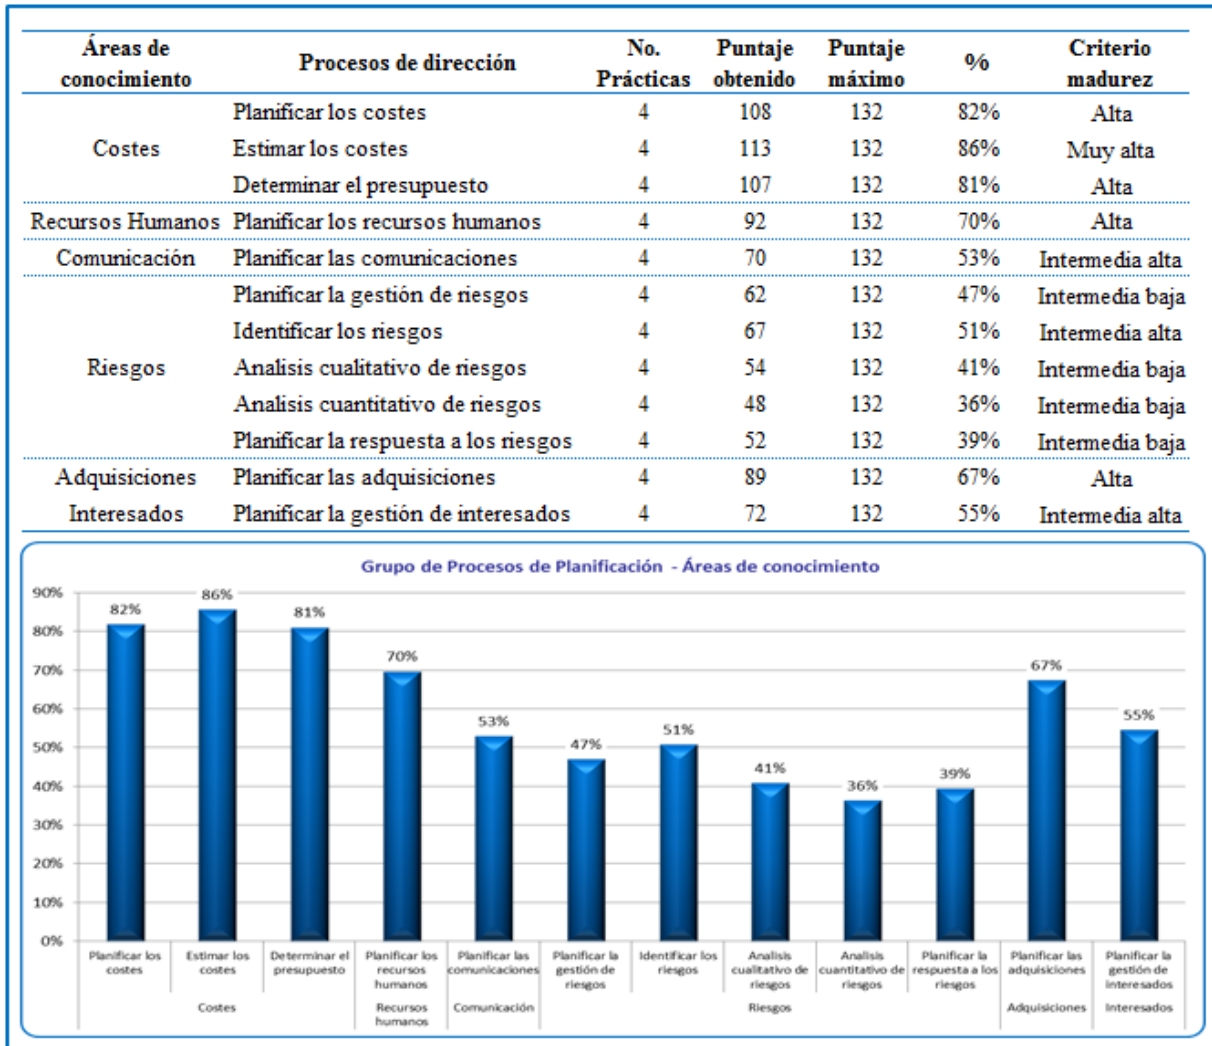 Áreas de conocimiento Procesos de dirección No. Prácticas Puntaje obtenido Puntaje máximo % Criterio madurez
Planificar los costes 4 108 132 82% Alta
Costes Estimar los costes 4 113 132 86% Muy alta
Determinar el presupuesto 4 107 132 81% Alta
Recursos Humanos Planificar los recursos humanos 4 92 132 70% Alta
Comunicación Planificar las comunicaciones 4 70 132 53% Intermedia alta
Planificar la gestión de riesgos 4 62 132 47% Intermedia baja
Identificar los riesgos 4 67 132 51% Intermedia alta
Riesgos Analisis cualitativo de riesgos 4 54 132 41% Intermedia baja
Analisis cuantitativo de riesgos 4 48 132 36% Intermedia baja
Planificar la respuesta a los riesgos 4 52 132 39% Intermedia baja
Adquisiciones Planificar las adquisiciones 4 89 132 67% Alta
Interesados Planificar la gestión de interesados 4 72 132 55% Intermedia alta
Grupo de Procesos de Planificación - Áreas de conocimiento
90%
80%
70%
60%
50%
40%
30%
20%
10%
0%
82% 86% 81% 70% 53% 47% 51% 41% 36% 39% 67% 55%
Planificar los costes
Estimar los costes
Determinar el presupuesto
Planificar los recursos humanos
Planificar las comunicaciones
Planificar la gestión de riesgos
Identificar los riesgos
Analisis cualitativo de riesgos
Analisis cuantitativo de riesgos
Planificar la respuesta a los riesgos
Planificar las adquisiciones
Planificar la gestión de interesados
Costes
Recursos humanos
Comunicación
Riesgos
Adquisiciones
Interesados